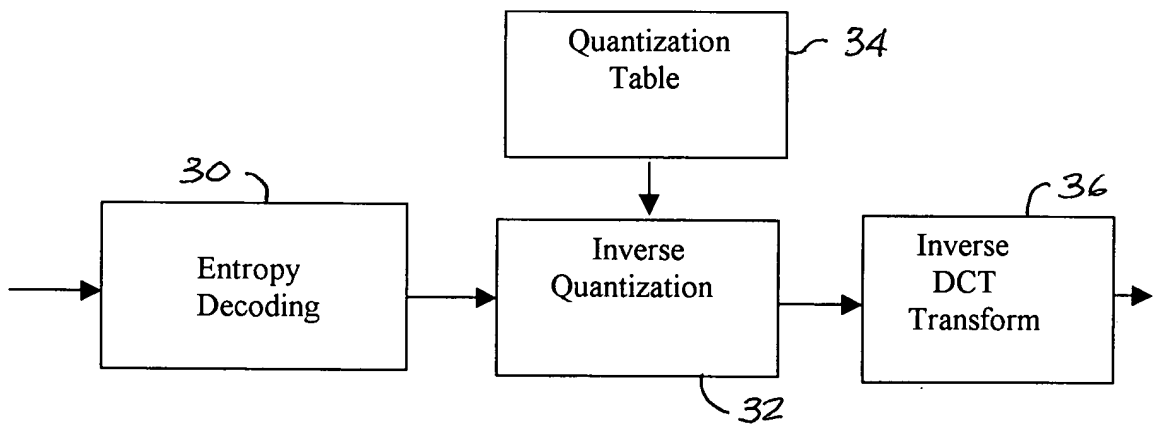 Quantization
Table
34
30
Entropy
Decoding
Inverse
Quantization
32
36
Inverse
DCT
Transform